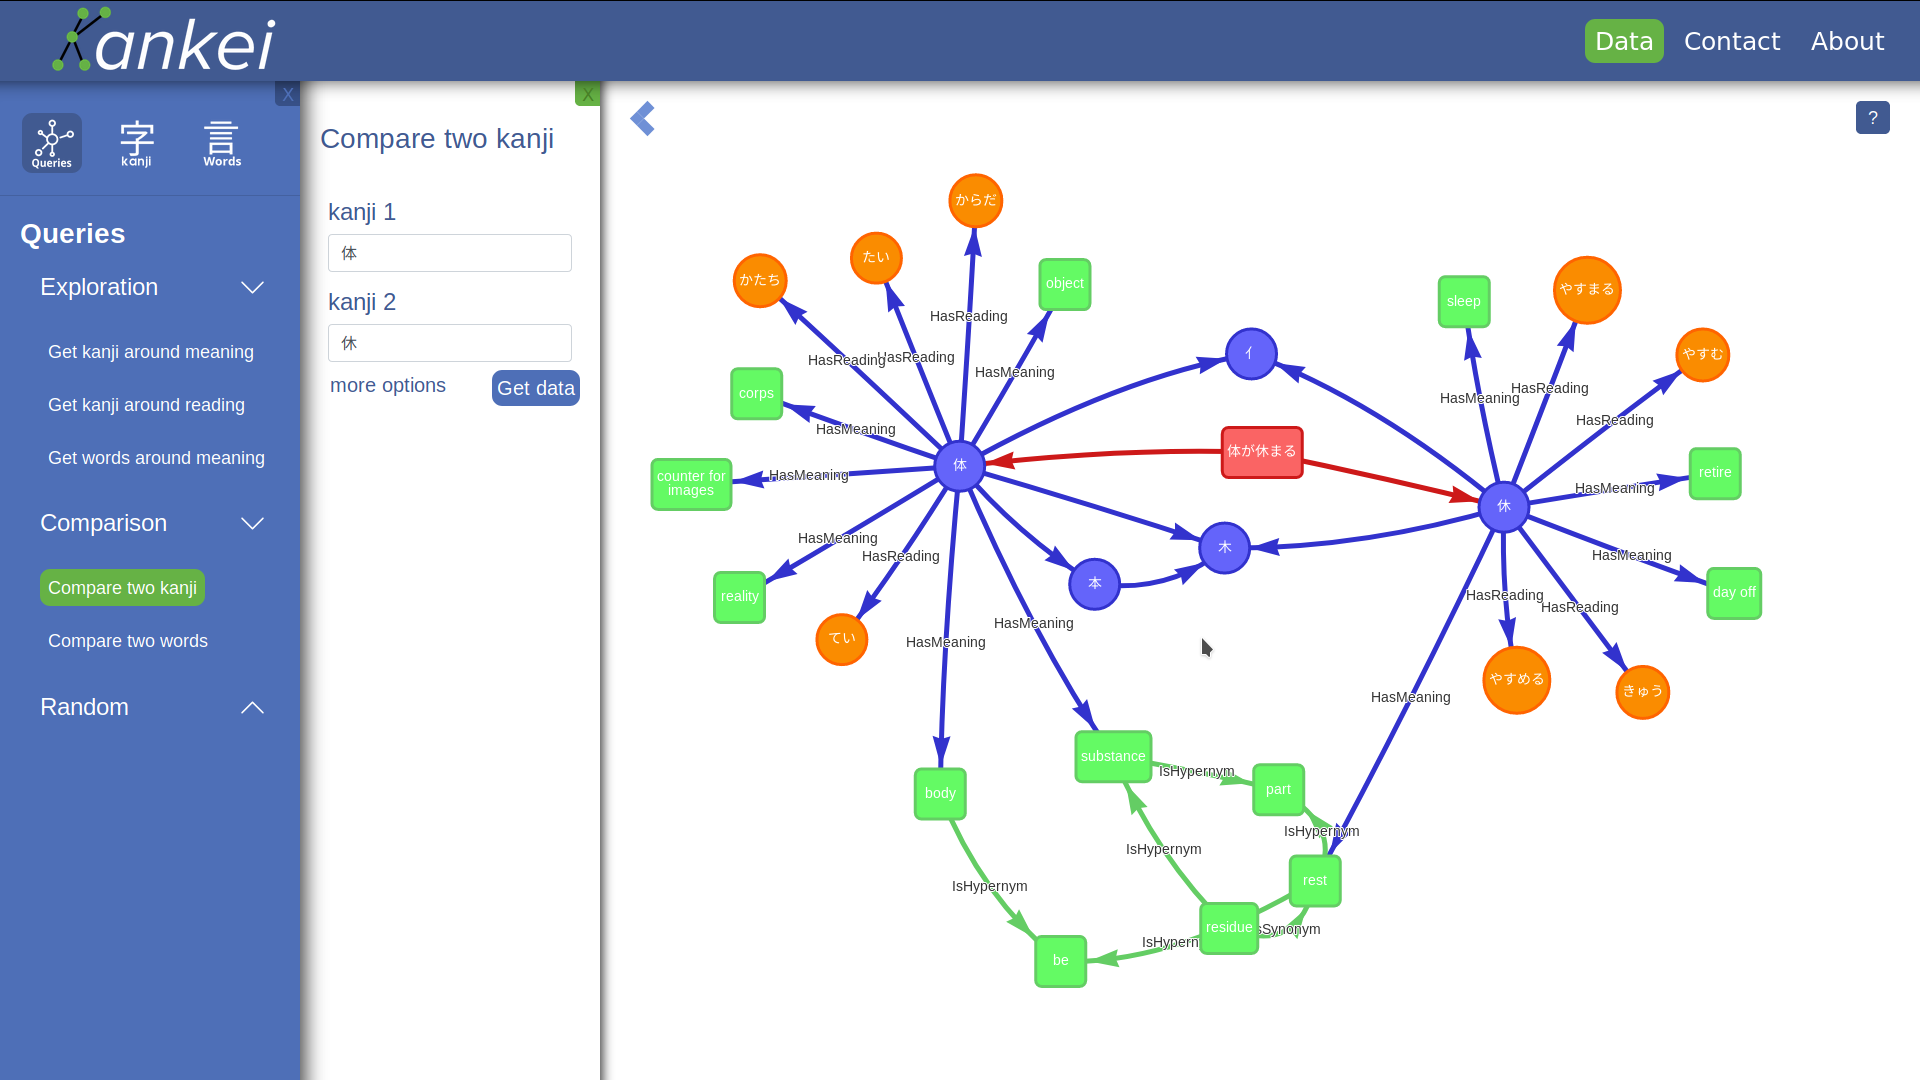 Kankei
Data
Contact
About
X
X
?
Queries
字
kanji
言
Words
Queries
Exploration
Get kanji around meaning
Get kanji around reading
Get words around meaning
Comparison
Compare two kanji
Compare two words
Random
Compare two kanji
kanji 1
体
kanji 2
休
more options
Get data
からだ
たい
かたち
object
HasReading
HasReading
HasReading
HasMeaning
corps
HasMeaning
体
counter for
images
HasMeaning
HasMeaning
reality
HasReading
てい
HasMeaning
HasMeaning
亻
体が休まる
木
本
sleep
やすまる
やすむ
HasMeaning
HasReading
HasReading
retire
HasMeaning
休
HasMeaning
day off
HasReading
HasReading
やすめる
きゅう
HasMeaning
substance
IsHypernym
part
body
IsHypernym
IsHypernym
rest
IsHypernym
residue
sSynonym
IsHypern
be